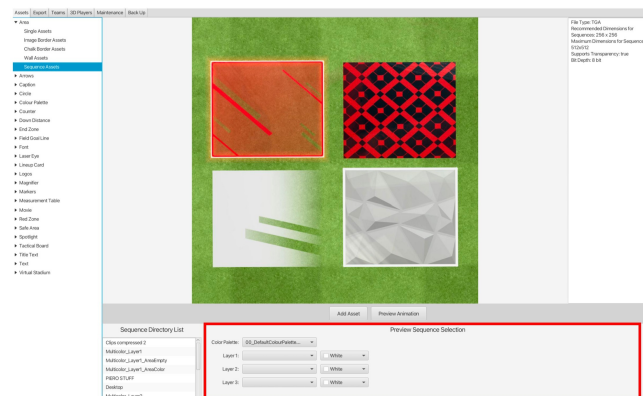 Assets Export Teams 3D Players Maintenance Back Up
Area
Single Assets
Image Border Assets
Chalk Border Assets
Wall Assets
Sequence Assets
Arrows
Caption
Circle
Colour Palette
Counter
Down Distance
End Zone
Field Goal Line
Font
Laser Eye
Lineup Card
Logos
Magnifier
Markers
Measurement Table
Movie
Red Zone
Safe Area
Spotlight
Tactical Board
Title Text
Text
Virtual Stadium
File Type: TGA
Recommended Dimensions for
Sequences: 256 x 256
Maximum Dimensions for Sequence
512x512
Supports Transparency: true
Bit Depth: 8 bit
Add Asset Preview Animation
Sequence Directory List
Clips compressed 2
Multicolor_Layer1
Multicolor_Layer1_AreaEmpty
Multicolor_Layer1_AreaColor
PIERO STUFF
Desktop
Preview Sequence Selection
Color Palette: 00_DefaultColourPalette...
Layer 1: White
Layer 2: White
Layer 3: White